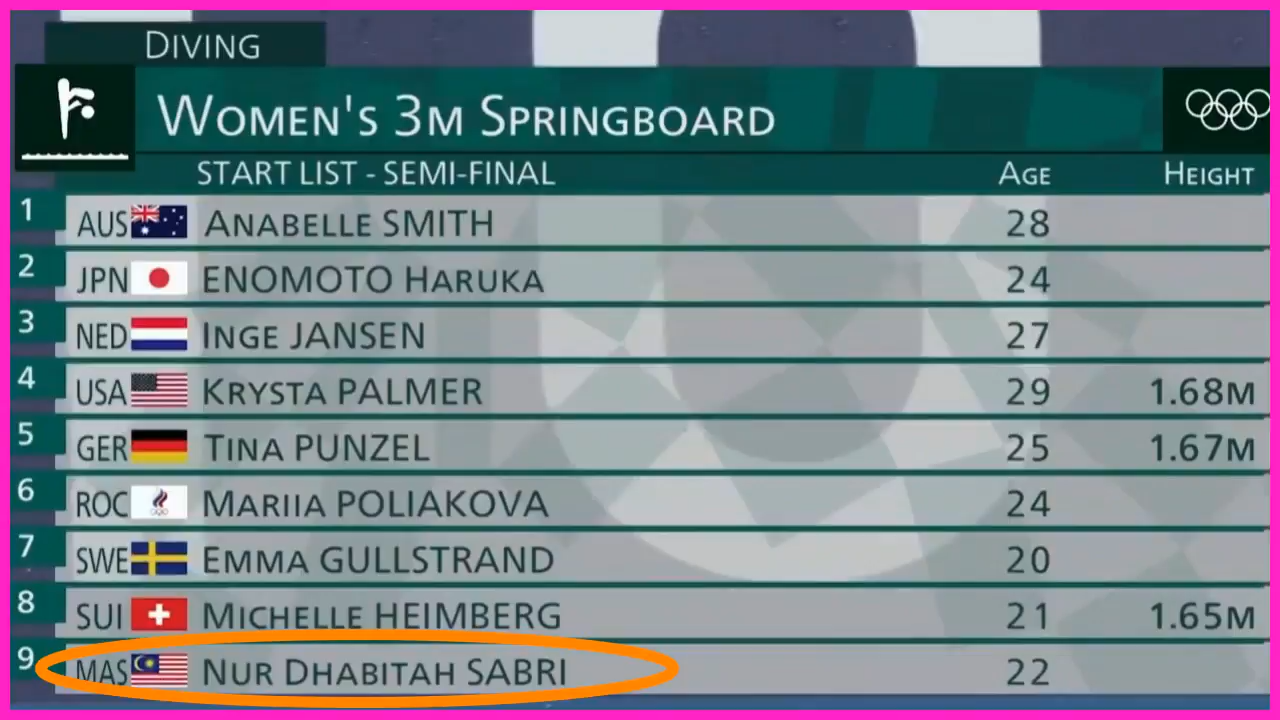 DIVING
WOMEN'S 3M SPRINGBOARD
START LIST - SEMI-FINAL AGE HEIGHT
1 AUS ANABELLE SMITH 28
2 JPN ENOMOTO HARUKA 24
3 NED INGE JANSEN 27
4 USA KRYSTA PALMER 29 1.68M
5 GER TINA PUNZEL 25 1.67M
6 ROC MARIIA POLIAKOVA 24
7 SWE EMMA GULLSTRAND 20
8 SUI MICHELLE HEIMBERG 21 1.65M
9 MAS NUR DHABITAH SABRI 22